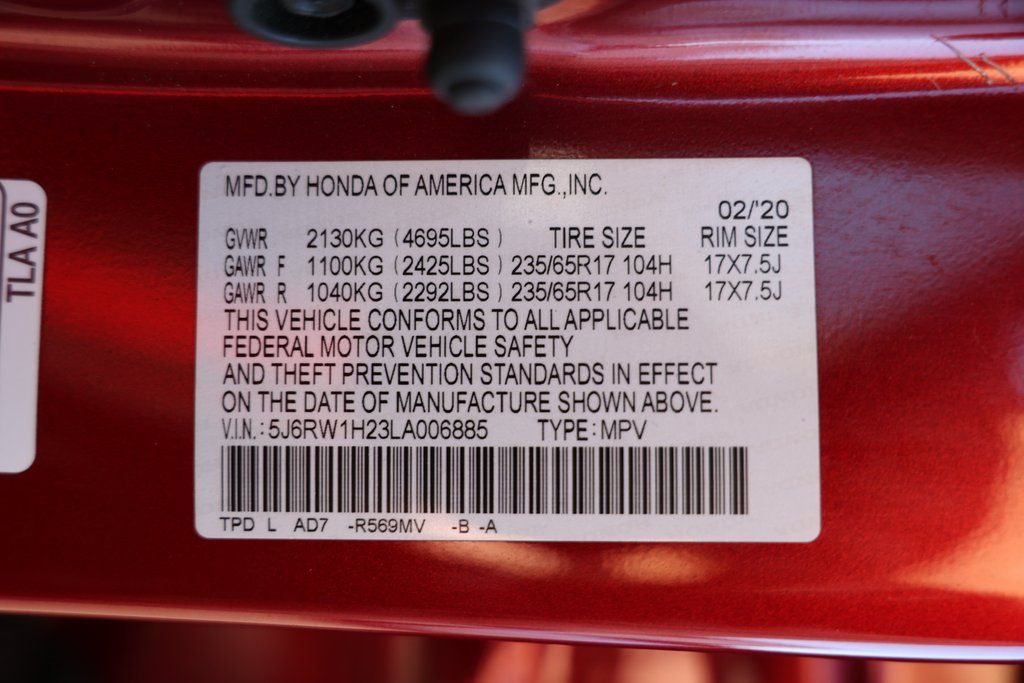 TLA A0
MFD.BY HONDA OF AMERICA MFG.,INC.
02/'20
GVWR 2130KG (4695LBS ) TIRE SIZE RIM SIZE
GAWR F 1100KG (2425LBS ) 235/65R17 104H 17X7.5J
GAWR R 1040KG (2292LBS ) 235/65R17 104H 17X7.5J
THIS VEHICLE CONFORMS TO ALL APPLICABLE
FEDERAL MOTOR VEHICLE SAFETY
AND THEFT PREVENTION STANDARDS IN EFFECT
ON THE DATE OF MANUFACTURE SHOWN ABOVE.
V.I.N.: 5J6RW1H23LA006885 TYPE: MPV
TPD L AD7 -R569MV -B -A